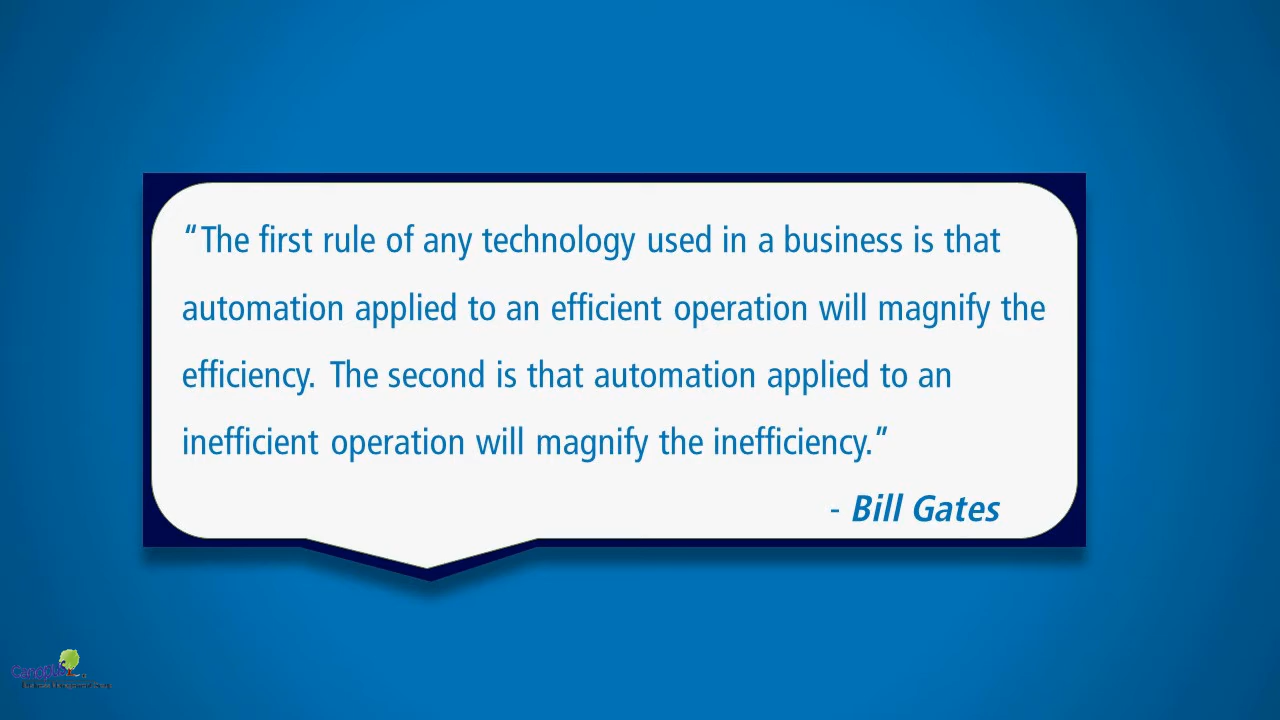 “The first rule of any technology used in a business is that
automation applied to an efficient operation will magnify the
efficiency. The second is that automation applied to an
inefficient operation will magnify the inefficiency.”
- Bill Gates